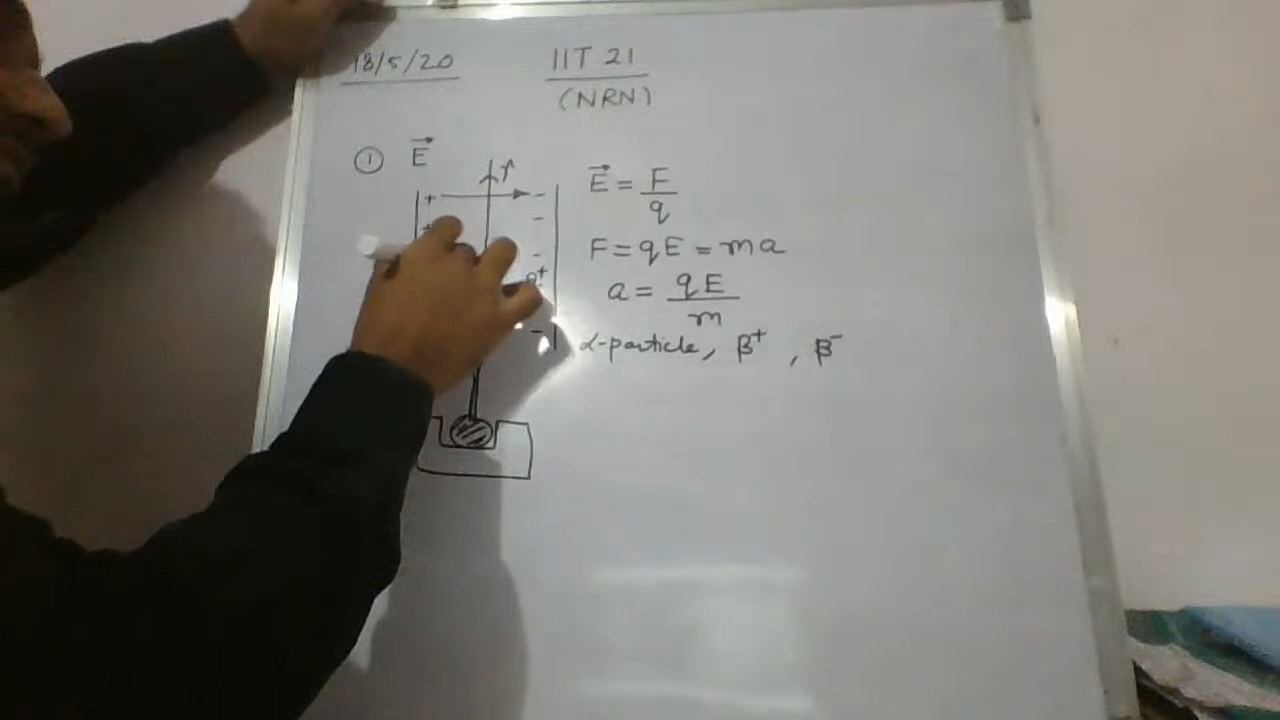 18/5/20
IIT 21
(NRN)
① E⃗
γ
+ -
+ -
-
β⁺
-
E⃗ = F/q
F = qE = ma
a = qE/m
α-particle, β⁺, β⁻